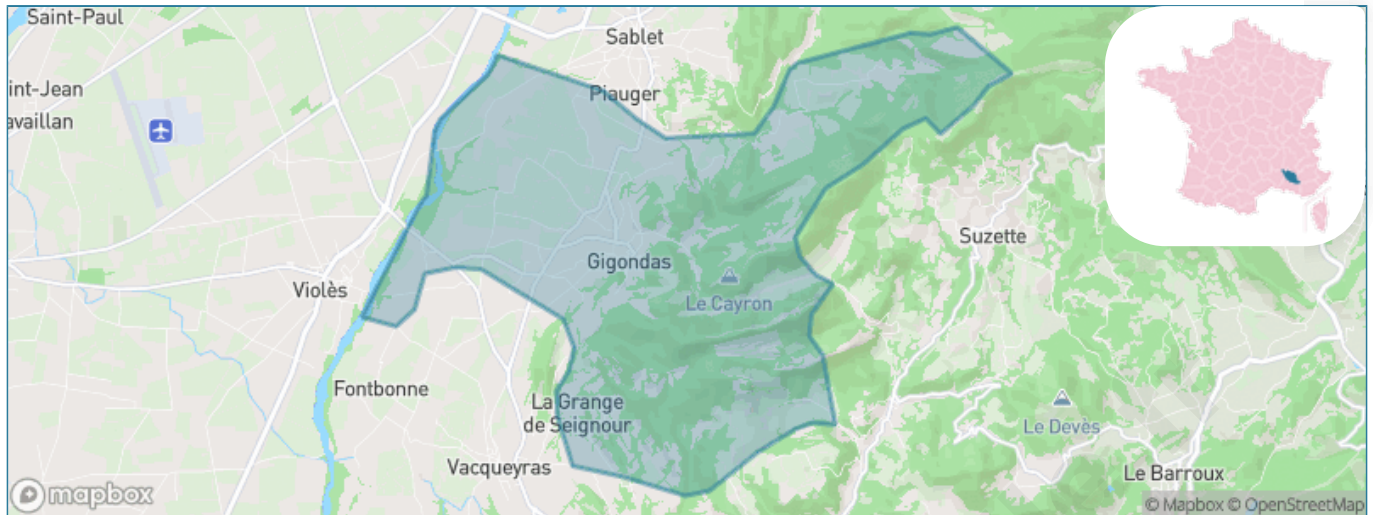 Saint-Paul
Sablet
int-Jean
availlan
Piauger
Suzette
Gigondas
Violès
Le Cayron
Fontbonne
La Grange
de Seignour
Le Devès
Vacqueyras
Le Barroux
mapbox
© Mapbox © OpenStreetMap